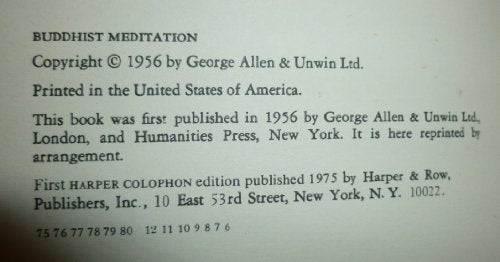 BUDDHIST MEDITATION
Copyright © 1956 by George Allen & Unwin Ltd.
Printed in the United States of America.
This book was first published in 1956 by George Allen & Unwin Ltd.,
London, and Humanities Press, New York. It is here reprinted by
arrangement.
First HARPER COLOPHON edition published 1975 by Harper & Row,
Publishers, Inc., 10 East 53rd Street, New York, N. Y. 10022.
75 76 77 78 79 80 12 11 10 9 8 7 6